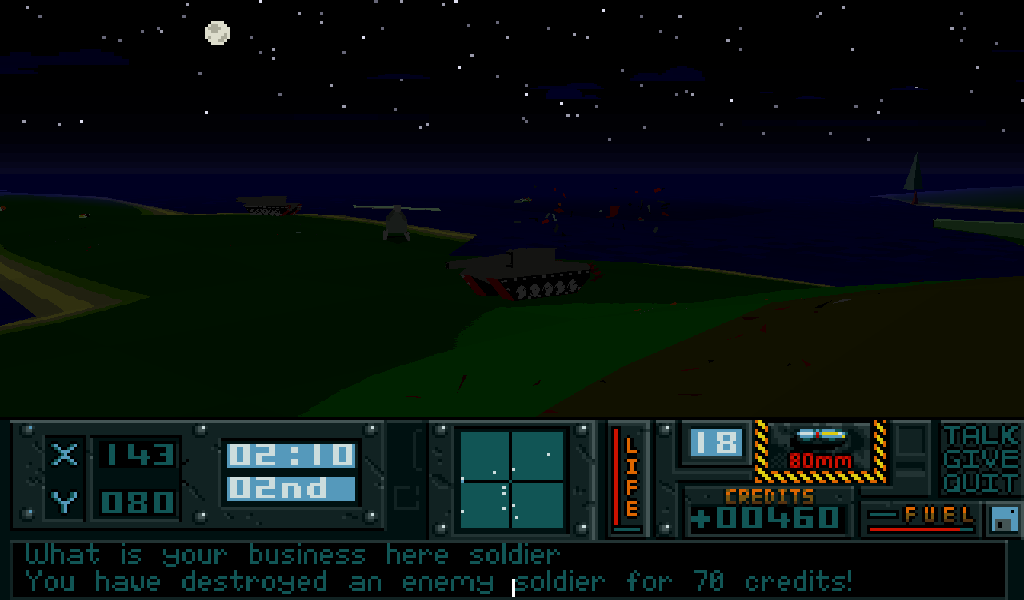 X 143
Y 080
02:10
02nd
LIFE
18
80mm
CREDITS
+00460
TALK
GIVE
QUIT
FUEL
What is your business here soldier
You have destroyed an enemy soldier for 70 credits!